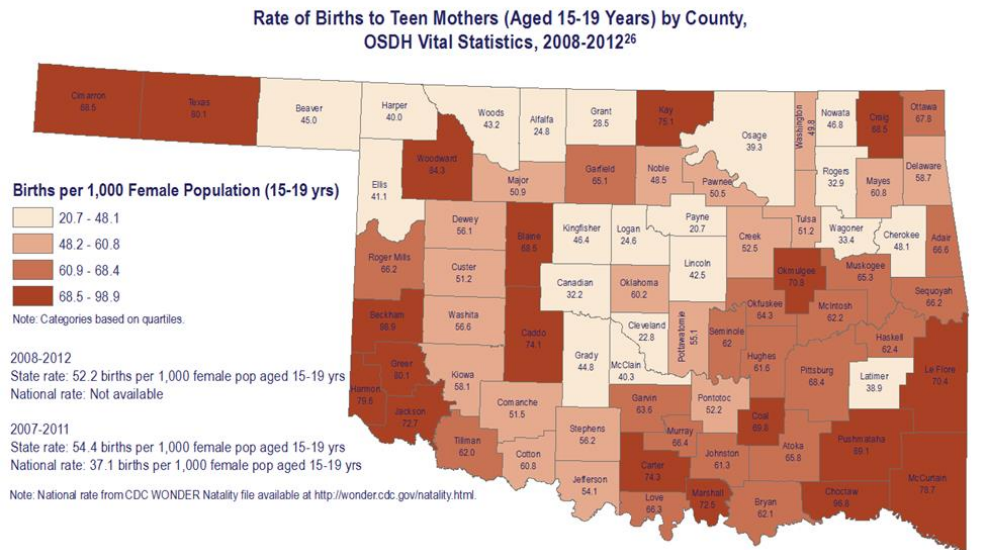 Rate of Births to Teen Mothers (Aged 15-19 Years) by County,
OSDH Vital Statistics, 2008-2012²⁶
Cimarron
68.5
Texas
80.1
Beaver
45.0
Harper
40.0
Woods
43.2
Alfalfa
24.8
Grant
28.5
Kay
75.1
Osage
39.3
Washington
49.8
Nowata
46.8
Craig
68.5
Ottawa
67.8
Woodward
84.3
Ellis
41.1
Major
50.9
Garfield
65.1
Noble
48.5
Pawnee
50.5
Rogers
32.9
Mayes
60.8
Delaware
58.7
Births per 1,000 Female Population (15-19 yrs)
20.7 - 48.1
48.2 - 60.8
60.9 - 68.4
68.5 - 98.9
Note: Categories based on quartiles.
Dewey
56.1
Blaine
68.5
Kingfisher
46.4
Logan
24.6
Payne
20.7
Creek
52.5
Tulsa
51.2
Wagoner
33.4
Cherokee
48.1
Adair
66.6
Roger Mills
66.2
Custer
51.2
Canadian
32.2
Oklahoma
60.2
Lincoln
42.5
Okmulgee
70.9
Muskogee
65.3
Sequoyah
66.2
Beckham
98.9
Washita
56.6
Caddo
74.1
Grady
44.8
Cleveland
22.8
McClain
40.3
Pottawatomie
55.1
Seminole
62
Okfuskee
64.3
McIntosh
62.2
Haskell
62.4
Hughes
61.6
Pittsburg
68.4
Latimer
38.9
Le Flore
70.4
2008-2012
State rate: 52.2 births per 1,000 female pop aged 15-19 yrs
National rate: Not available
2007-2011
State rate: 54.4 births per 1,000 female pop aged 15-19 yrs
National rate: 37.1 births per 1,000 female pop aged 15-19 yrs
Note: National rate from CDC WONDER Natality file available at http://wonder.cdc.gov/natality.html.
Greer
80.1
Harmon
79.6
Jackson
72.7
Kiowa
58.1
Comanche
51.5
Tillman
62.0
Cotton
60.8
Stephens
56.2
Jefferson
54.1
Garvin
63.6
Murray
66.4
Carter
74.3
Love
66.3
Pontotoc
52.2
Johnston
61.3
Marshall
72.5
Coal
69.8
Atoka
65.8
Bryan
62.1
Pushmataha
Choctaw
McCurtain